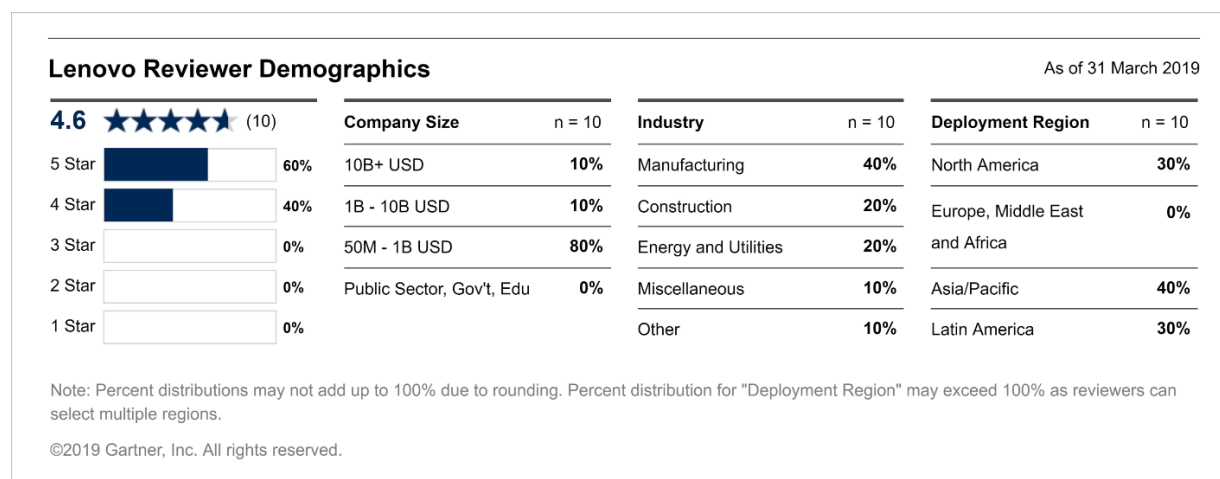 Lenovo Reviewer Demographics
As of 31 March 2019
4.6 (10)
5 Star 60%
4 Star 40%
3 Star 0%
2 Star 0%
1 Star 0%
Company Size n = 10
10B+ USD 10%
1B - 10B USD 10%
50M - 1B USD 80%
Public Sector, Gov't, Edu 0%
Industry n = 10
Manufacturing 40%
Construction 20%
Energy and Utilities 20%
Miscellaneous 10%
Other 10%
Deployment Region n = 10
North America 30%
Europe, Middle East 0%
and Africa
Asia/Pacific 40%
Latin America 30%
Note: Percent distributions may not add up to 100% due to rounding. Percent distribution for "Deployment Region" may exceed 100% as reviewers can
select multiple regions.
©2019 Gartner, Inc. All rights reserved.